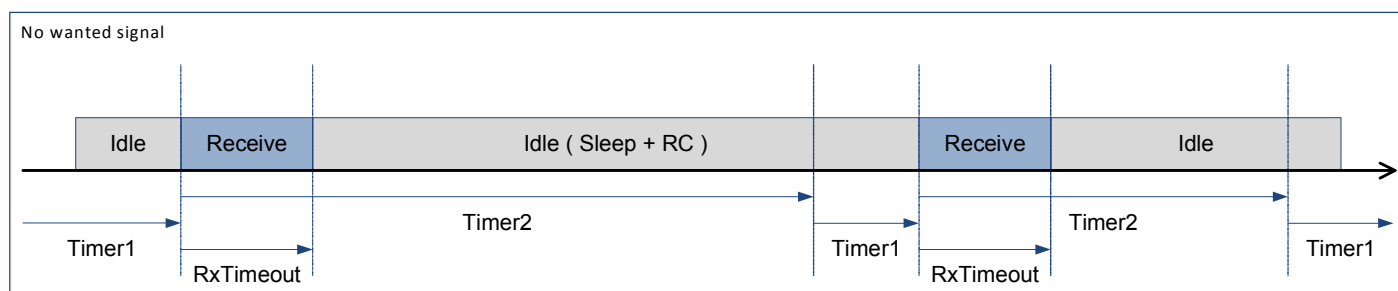 No wanted signal
Idle Receive Idle ( Sleep + RC ) Receive Idle
Timer2 Timer2
Timer1 Timer1 Timer1
RxTimeout RxTimeout